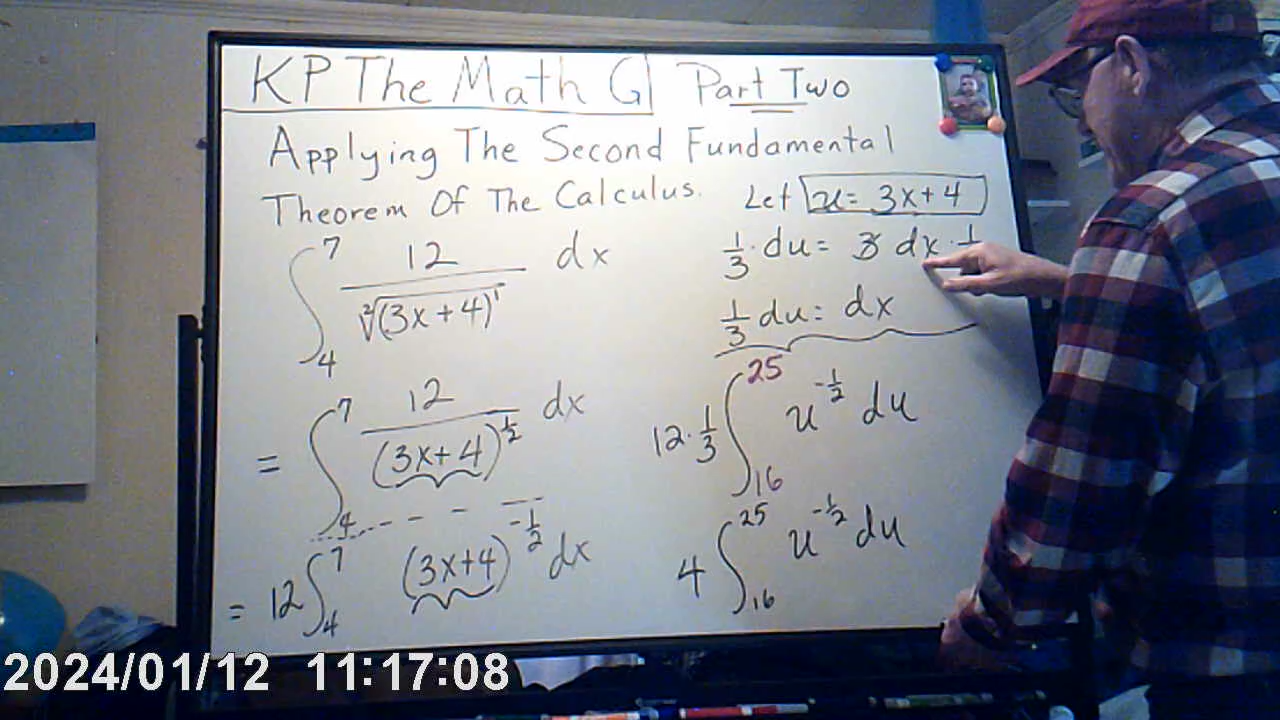 KP The Math G Part Two
Applying The Second Fundamental
Theorem Of The Calculus.
Let u = 3x+4
∫₄⁷ 12/²√(3x+4)¹ dx
1/3 · du = 3 dx · 1/
1/3 du = dx
= ∫₄⁷ 12/(3x+4)^1/2 dx
12 · 1/3 ∫₁₆²⁵ u^-1/2 du
= 12 ∫₄⁷ (3x+4)^-1/2 dx
4 ∫₁₆²⁵ u^-1/2 du
2024/01/12 11:17:08